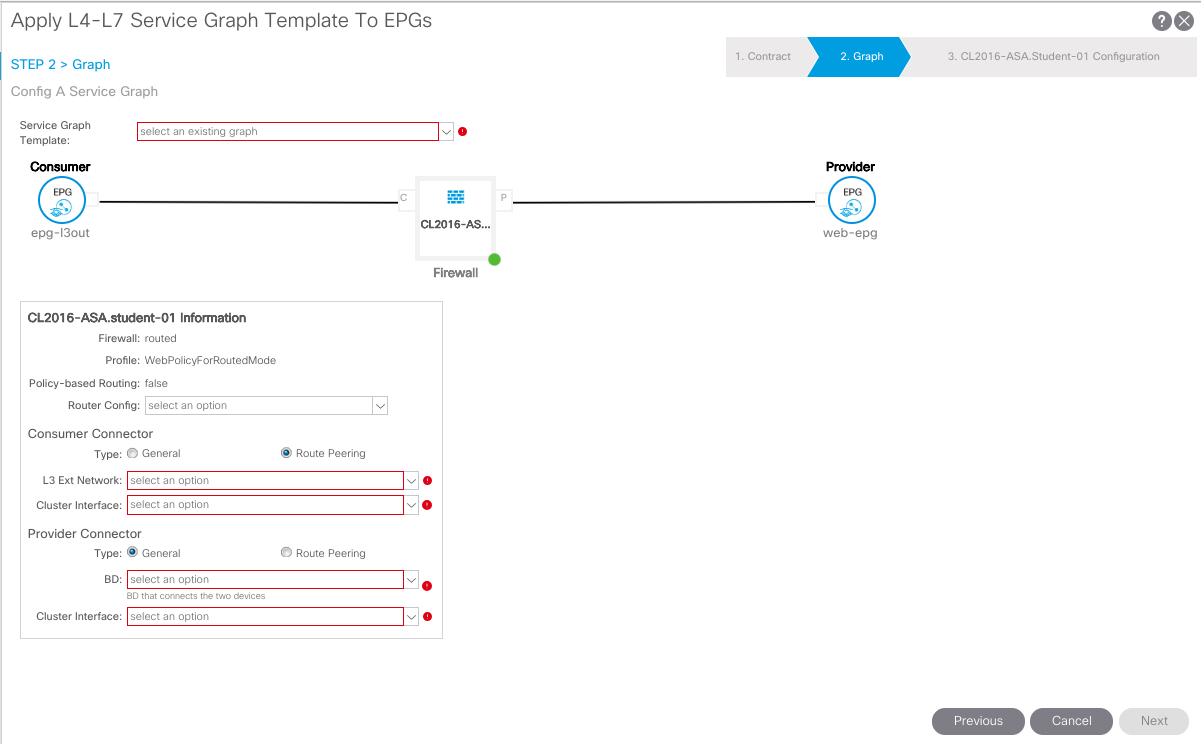 Apply L4-L7 Service Graph Template To EPGs
?
STEP 2 > Graph
1. Contract
2. Graph
3. CL2016-ASA.Student-01 Configuration
Config A Service Graph
Service Graph
Template:
select an existing graph
Consumer
Provider
EPG
EPG
C
P
CL2016-AS...
epg-l3out
web-epg
Firewall
CL2016-ASA.student-01 Information
Firewall: routed
Profile: WebPolicyForRoutedMode
Policy-based Routing: false
Router Config: select an option
Consumer Connector
Type: General Route Peering
L3 Ext Network: select an option
Cluster Interface: select an option
Provider Connector
Type: General Route Peering
BD: select an option
BD that connects the two devices
Cluster Interface: select an option
Previous
Cancel
Next